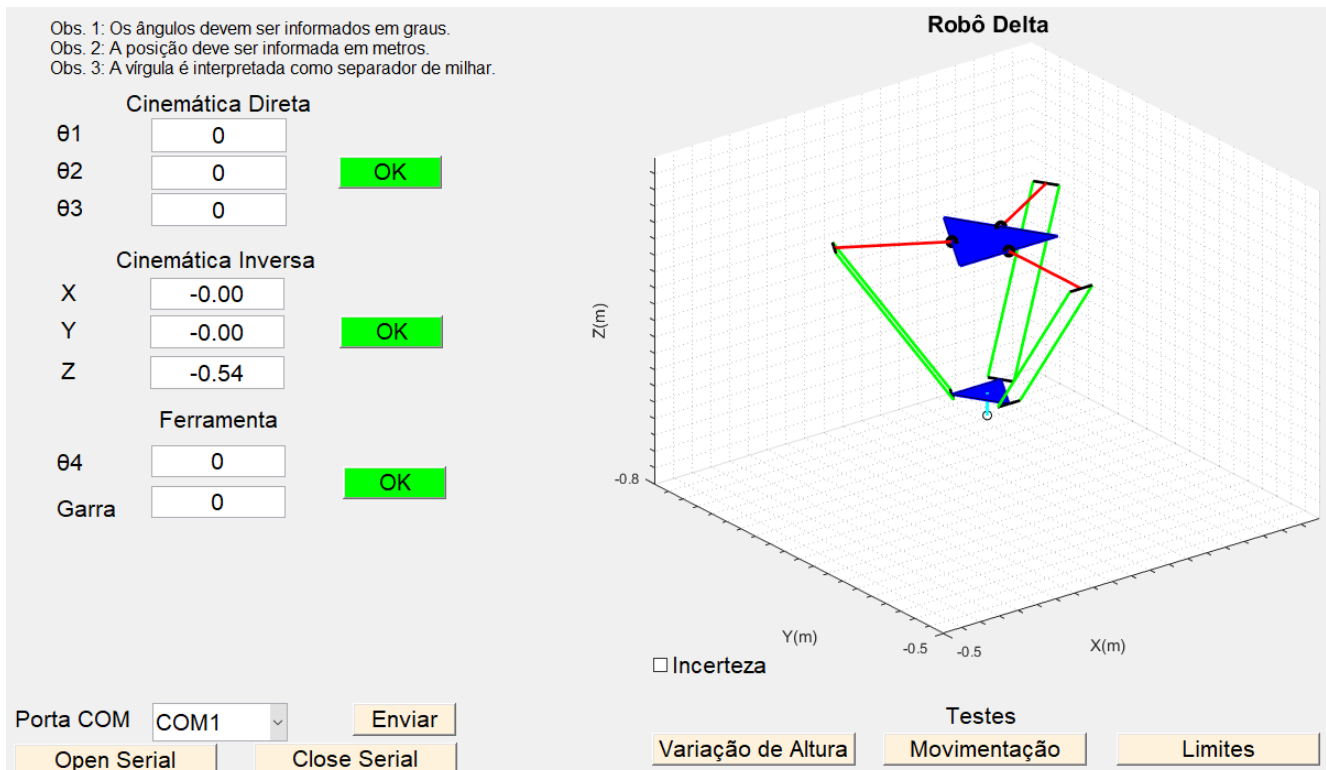 Obs. 1: Os ângulos devem ser informados em graus.
Obs. 2: A posição deve ser informada em metros.
Obs. 3: A vírgula é interpretada como separador de milhar.
Cinemática Direta
θ1 0
θ2 0 OK
θ3 0
Cinemática Inversa
X -0.00
Y -0.00 OK
Z -0.54
Ferramenta
θ4 0
OK
Garra 0
Porta COM COM1 Enviar
Open Serial Close Serial
Robô Delta
Z(m)
-0.8
Y(m)
-0.5
-0.5
X(m)
Incerteza
Testes
Variação de Altura Movimentação Limites